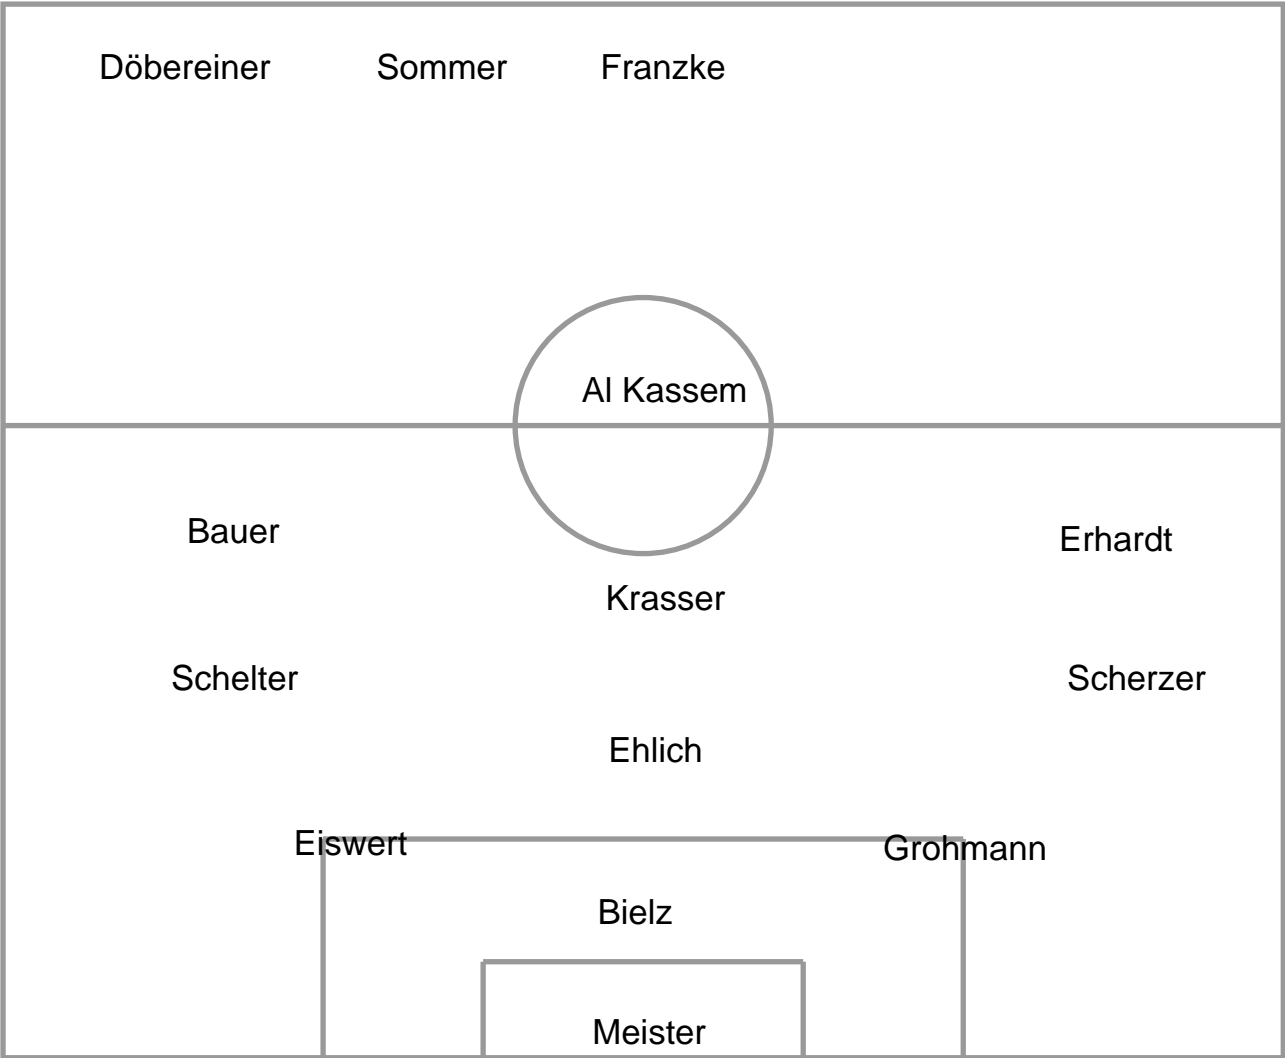 Döbereiner Sommer Franzke
Al Kassem
Bauer Erhardt
Krasser
Schelter Scherzer
Ehlich
Eiswert Grohmann
Bielz
Meister